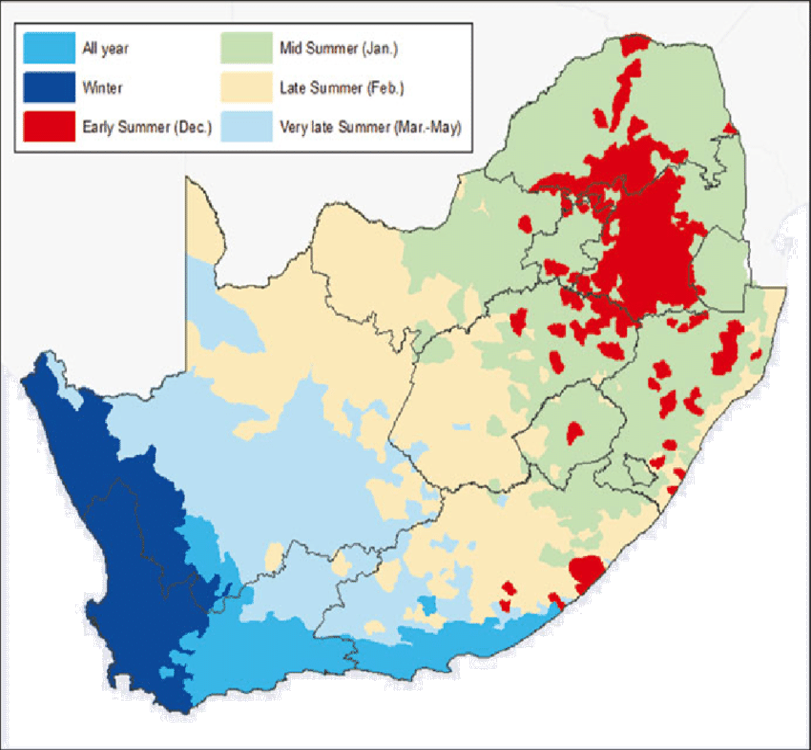 All year
Winter
Early Summer (Dec.)
Mid Summer (Jan.)
Late Summer (Feb.)
Very late Summer (Mar.-May)